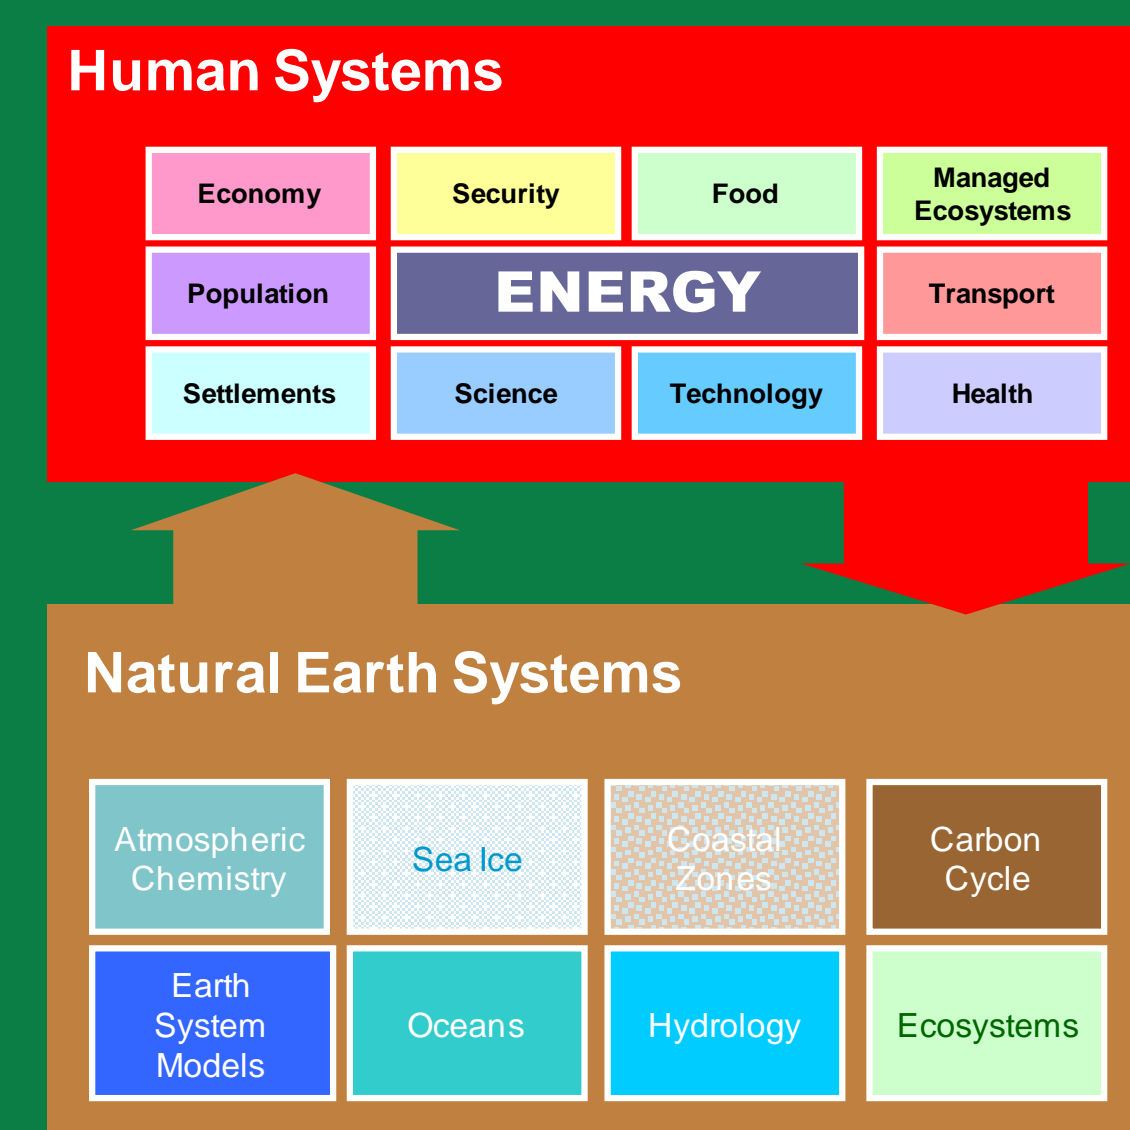 Human Systems
Economy
Security
Food
Managed
Ecosystems
Population
ENERGY
Transport
Settlements
Science
Technology
Health
Natural Earth Systems
Atmospheric
Chemistry
Sea Ice
Coastal
Zones
Carbon
Cycle
Earth
System
Models
Oceans
Hydrology
Ecosystems